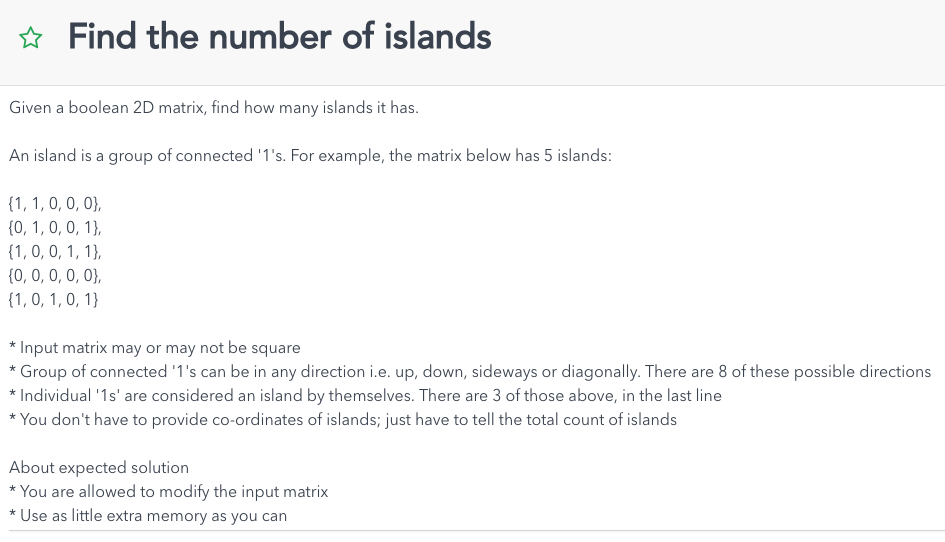 Find the number of islands
Given a boolean 2D matrix, find how many islands it has.
An island is a group of connected '1's. For example, the matrix below has 5 islands:
{1, 1, 0, 0, 0},
{0, 1, 0, 0, 1},
{1, 0, 0, 1, 1},
{0, 0, 0, 0, 0},
{1, 0, 1, 0, 1}
* Input matrix may or may not be square
* Group of connected '1's can be in any direction i.e. up, down, sideways or diagonally. There are 8 of these possible directions
* Individual '1s' are considered an island by themselves. There are 3 of those above, in the last line
* You don't have to provide co-ordinates of islands; just have to tell the total count of islands
About expected solution
* You are allowed to modify the input matrix
* Use as little extra memory as you can